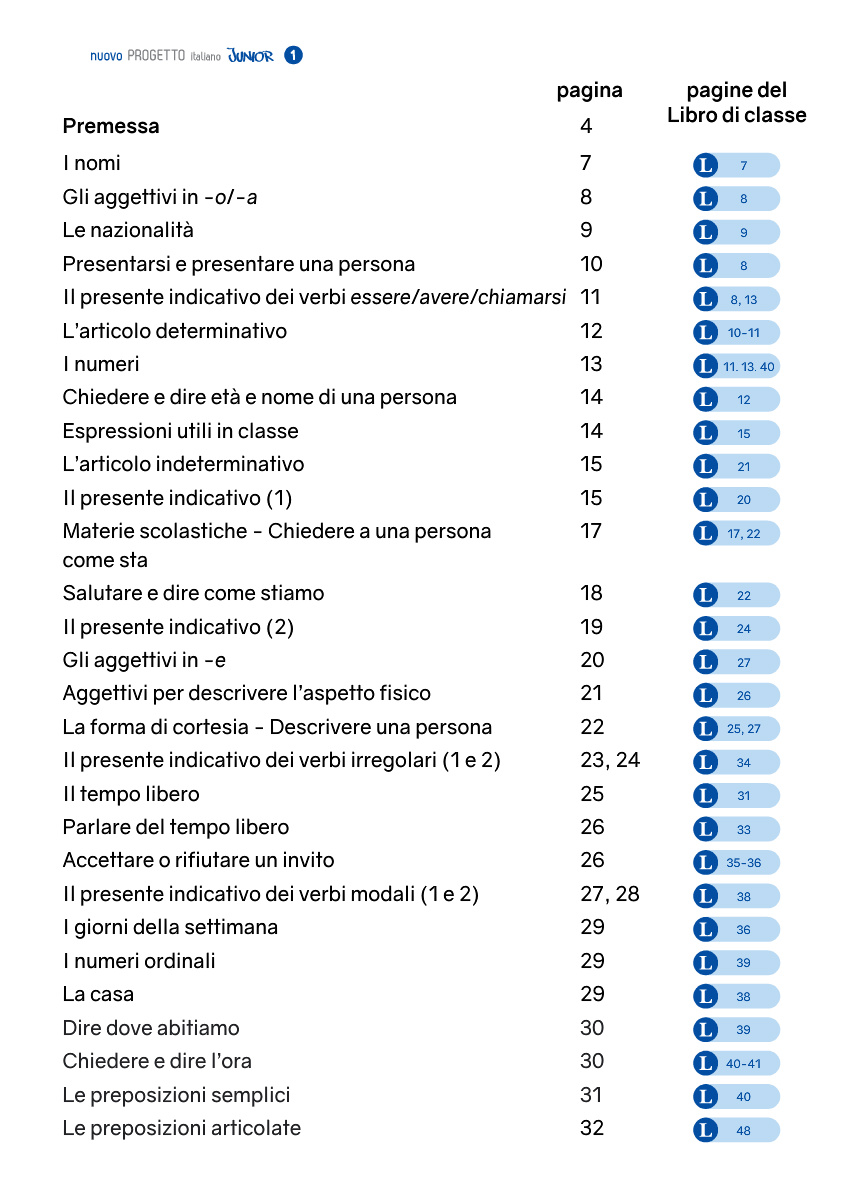 nuovo PROGETTO italiano JUNIOR 1
pagina pagine del
Libro di classe
Premessa 4
I nomi 7 L 7
Gli aggettivi in -o/-a 8 L 8
Le nazionalità 9 L 9
Presentarsi e presentare una persona 10 L 8
Il presente indicativo dei verbi essere/avere/chiamarsi 11 L 8, 13
L'articolo determinativo 12 L 10-11
I numeri 13 L 11. 13. 40
Chiedere e dire età e nome di una persona 14 L 12
Espressioni utili in classe 14 L 15
L'articolo indeterminativo 15 L 21
Il presente indicativo (1) 15 L 20
Materie scolastiche - Chiedere a una persona 17 L 17, 22
come sta
Salutare e dire come stiamo 18 L 22
Il presente indicativo (2) 19 L 24
Gli aggettivi in -e 20 L 27
Aggettivi per descrivere l'aspetto fisico 21 L 26
La forma di cortesia - Descrivere una persona 22 L 25, 27
Il presente indicativo dei verbi irregolari (1 e 2) 23, 24 L 34
Il tempo libero 25 L 31
Parlare del tempo libero 26 L 33
Accettare o rifiutare un invito 26 L 35-36
Il presente indicativo dei verbi modali (1 e 2) 27, 28 L 38
I giorni della settimana 29 L 36
I numeri ordinali 29 L 39
La casa 29 L 38
Dire dove abitiamo 30 L 39
Chiedere e dire l'ora 30 L 40-41
Le preposizioni semplici 31 L 40
Le preposizioni articolate 32 L 48